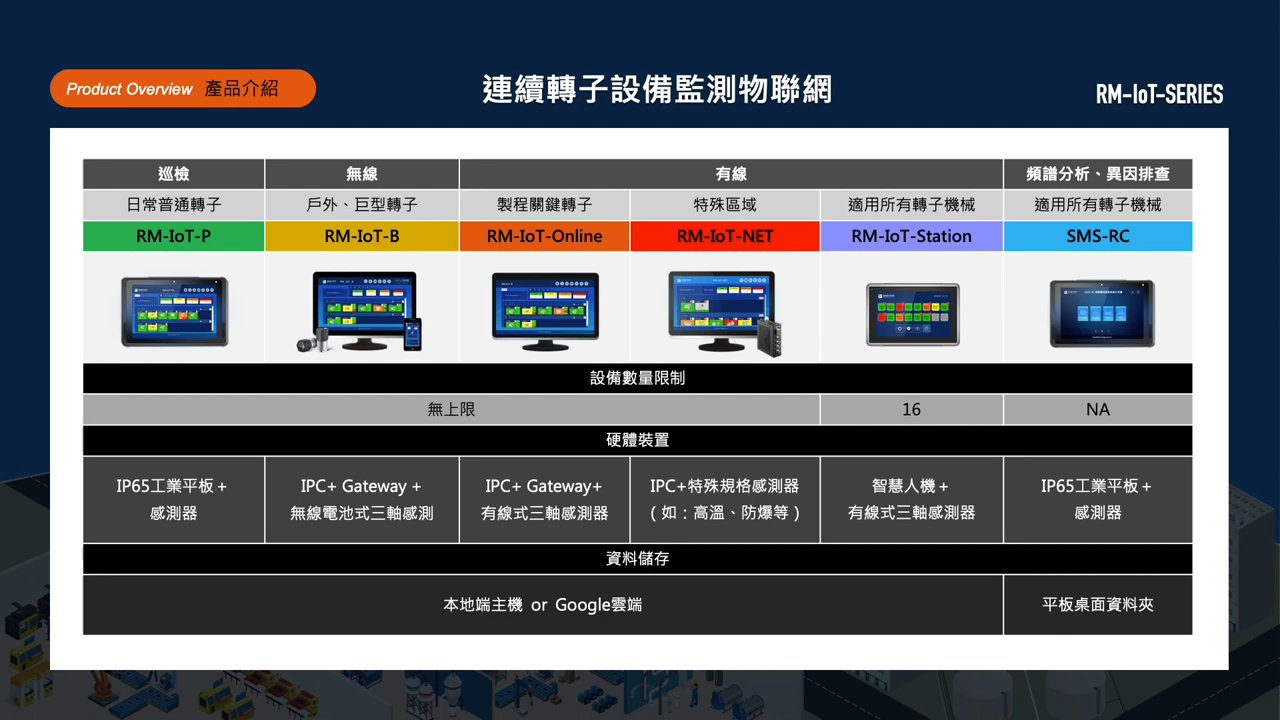 Product Overview 產品介紹
連續轉子設備監測物聯網
RM-IoT-SERIES
巡檢 無線 有線 頻譜分析、異因排查
日常普通轉子 戶外、巨型轉子 製程關鍵轉子 特殊區域 適用所有轉子機械 適用所有轉子機械
RM-IoT-P RM-IoT-B RM-IoT-Online RM-IoT-NET RM-IoT-Station SMS-RC
設備數量限制
無上限 16 NA
硬體裝置
IP65工業平板+ IPC+ Gateway + IPC+ Gateway+ IPC+特殊規格感測器 智慧人機+ IP65工業平板+
感測器 無線電池式三軸感測 有線式三軸感測器 (如:高溫、防爆等) 有線式三軸感測器 感測器
資料儲存
本地端主機 or Google雲端 平板桌面資料夾